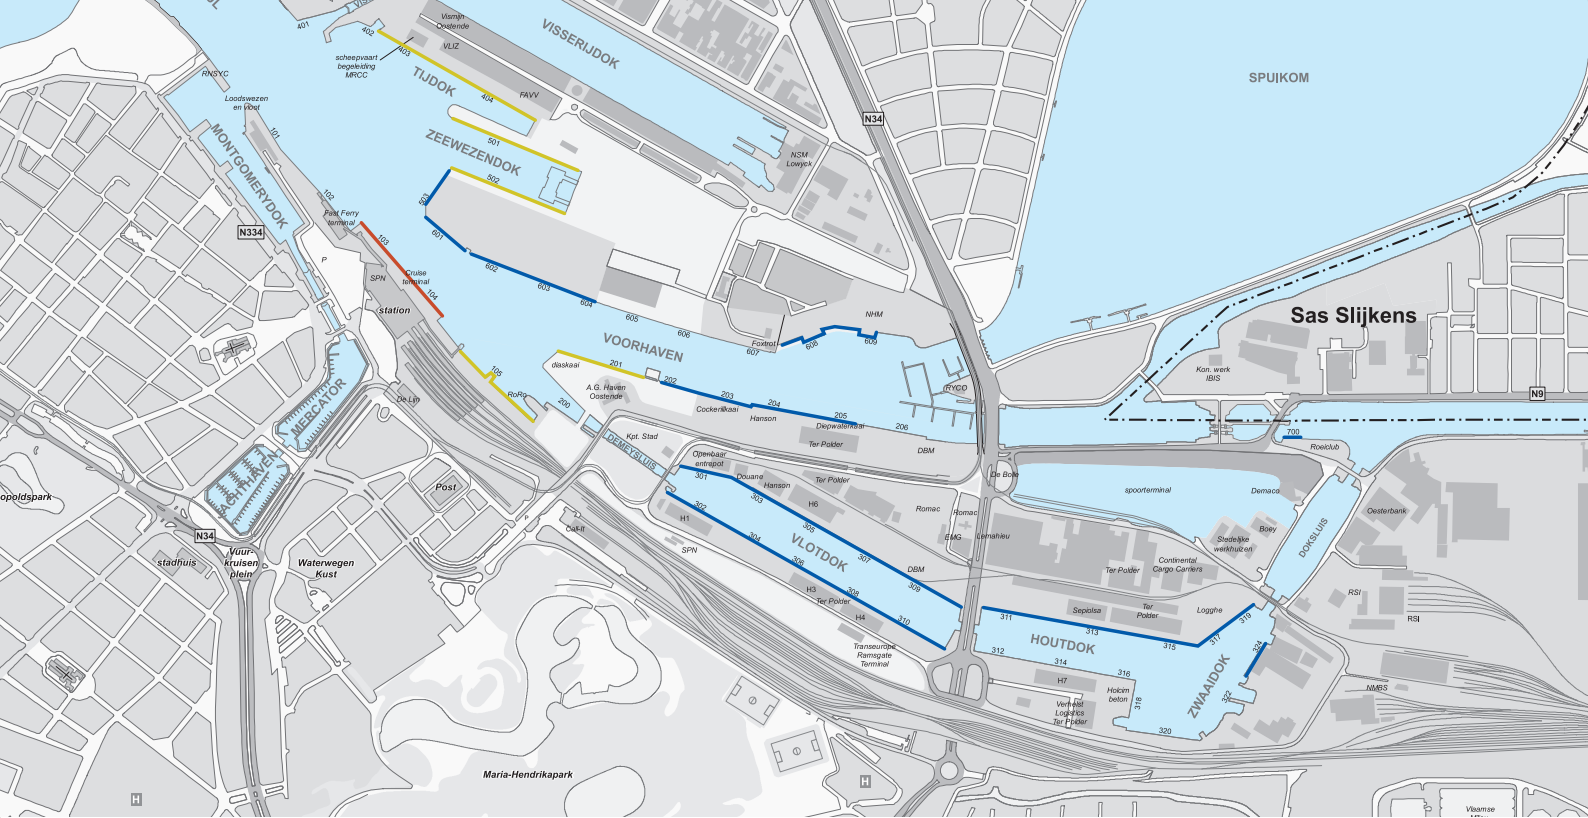 401
402
Vismijn
Oostende
403
VLIZ
VISSERIJDOK
scheepvaart
begeleiding
MRCC
TIJDOK
RNSYC
404
FAVV
SPUIKOM
Loodswezen
en vloot
101
N34
MONTGOMERYDOK
ZEEWEZENDOK
501
502
NSM
Lowyck
102
503
Fast Ferry
terminal
N334
103
601
P
SPN
Cruise
terminal
104
602
603
604
605
606
station
Foxtrot
607
608
609
NHM
Sas Slijkens
VOORHAVEN
diaskaai
201
202
203
204
205
206
105
RoRo
A.G. Haven
Oostende
200
Cockerillkaai
Hanson
Diepwaterkaai
RYCO
Kon. werk
IBIS
N9
De Lijn
MERCATOR
Kpt. Stad
DEMEYSLUIS
Ter Polder
DBM
700
Roeiclub
JACHTHAVEN
opoldspark
Post
Openbaar
entrepot
301
Douane
Hanson
303
Ter Polder
De Bolle
spoorterminal
Demaco
302
H1
H6
305
Romac
Romac
Oesterbank
P
Calf-It
SPN
304
306
VLOTDOK
307
EMG
Lemahieu
Stedelijke
werkhuizen
Boey
DOKSLUIS
N34
stadhuis
Vuur-
kruisen
plein
Waterwegen
Kust
308
DBM
309
H3
Ter Polder
H4
310
Ter Polder
Continental
Cargo Carriers
RSI
RSI
311
Sepiolsa
Ter
Polder
Logghe
313
315
317
319
HOUTDOK
312
314
316
Transeurope
Ramsgate
Terminal
H7
Holcim
beton
318
Verhelst
Logistics
Ter Polder
320
ZWAAIDOK
322
324
NMBS
Maria-Hendrikapark
H
H
Vlaamse